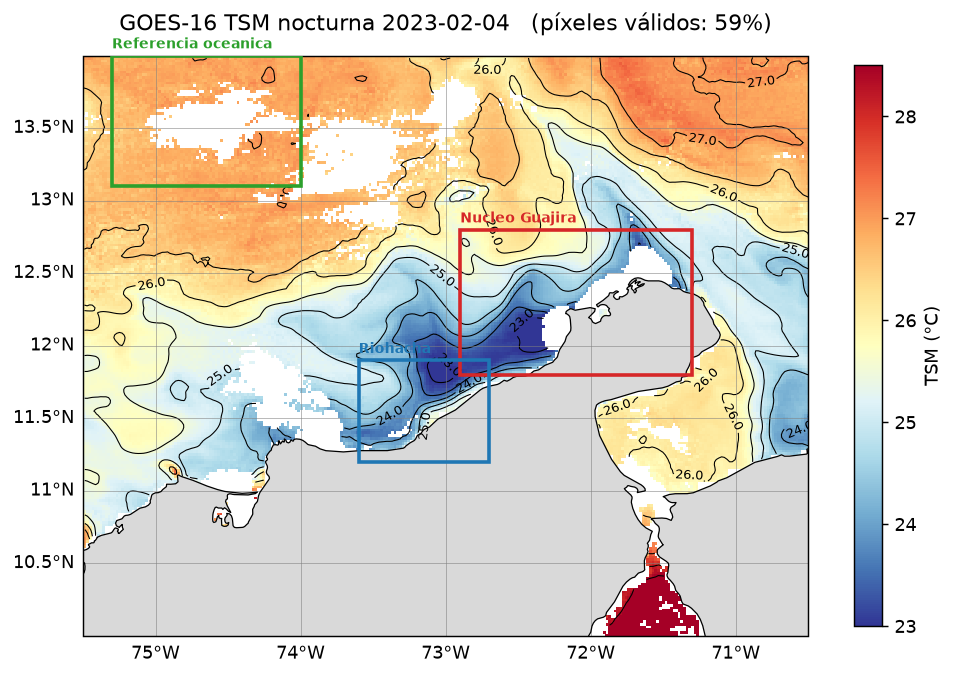 GOES-16 TSM nocturna 2023-02-04 (píxeles válidos: 59%)
Referencia oceanica
26.0
27.0
28
13.5°N
27.0
13°N
26.0
27
Nucleo Guajira
26.0
12.5°N
25.0
25.0
26.0
26
TSM (°C)
23.0
12°N
Riohacha
25.0
24.0
26.0
25
11.5°N
24.0
25.0
26.0
26.0
24.0
11°N
26.0
24
10.5°N
23
75°W
74°W
73°W
72°W
71°W